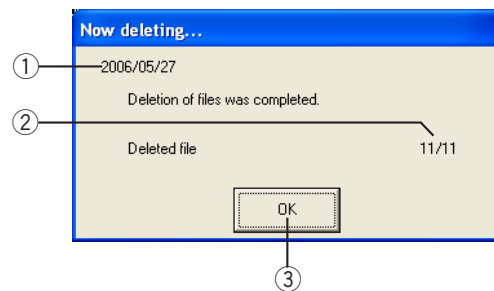 Now deleting...
① 2006/05/27
Deletion of files was completed.
②
Deleted file 11/11
OK
③